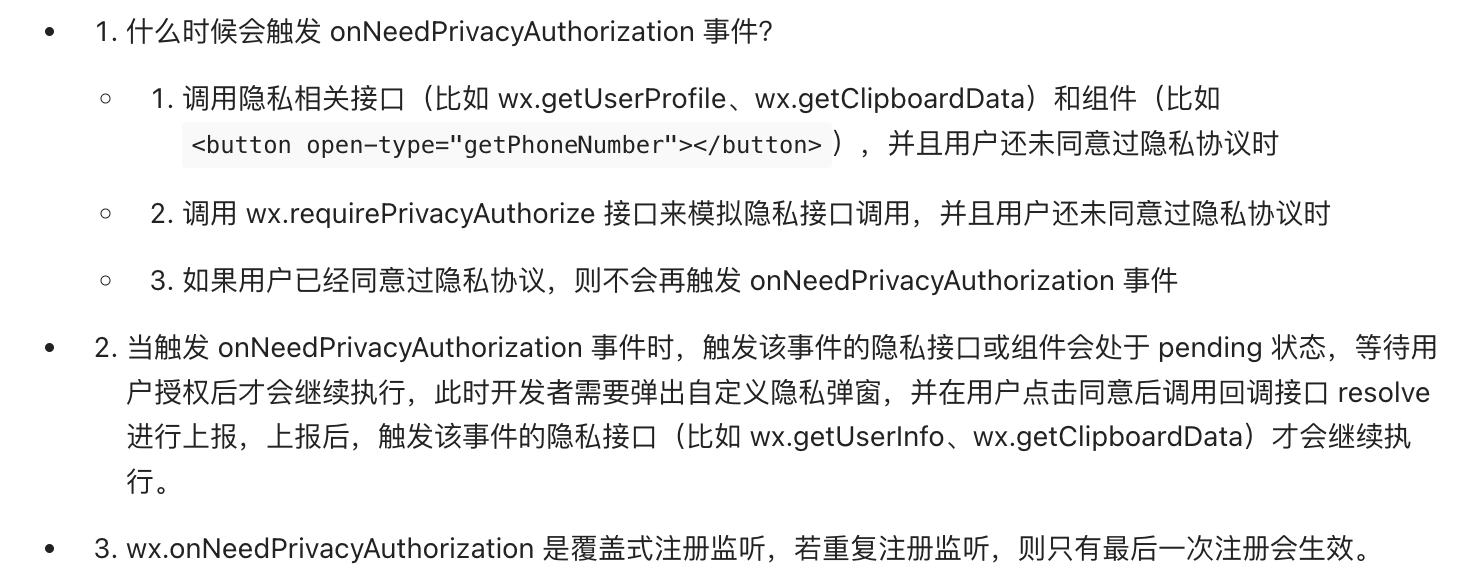 1. 什么时候会触发 onNeedPrivacyAuthorization 事件?
1. 调用隐私相关接口（比如 wx.getUserProfile、wx.getClipboardData）和组件（比如
<button open-type="getPhoneNumber"></button>），并且用户还未同意过隐私协议时
2. 调用 wx.requirePrivacyAuthorize 接口来模拟隐私接口调用，并且用户还未同意过隐私协议时
3. 如果用户已经同意过隐私协议，则不会再触发 onNeedPrivacyAuthorization 事件
2. 当触发 onNeedPrivacyAuthorization 事件时，触发该事件的隐私接口或组件会处于 pending 状态，等待用
户授权后才会继续执行，此时开发者需要弹出自定义隐私弹窗，并在用户点击同意后调用回调接口 resolve
进行上报，上报后，触发该事件的隐私接口（比如 wx.getUserInfo、wx.getClipboardData）才会继续执
行。
3. wx.onNeedPrivacyAuthorization 是覆盖式注册监听，若重复注册监听，则只有最后一次注册会生效。